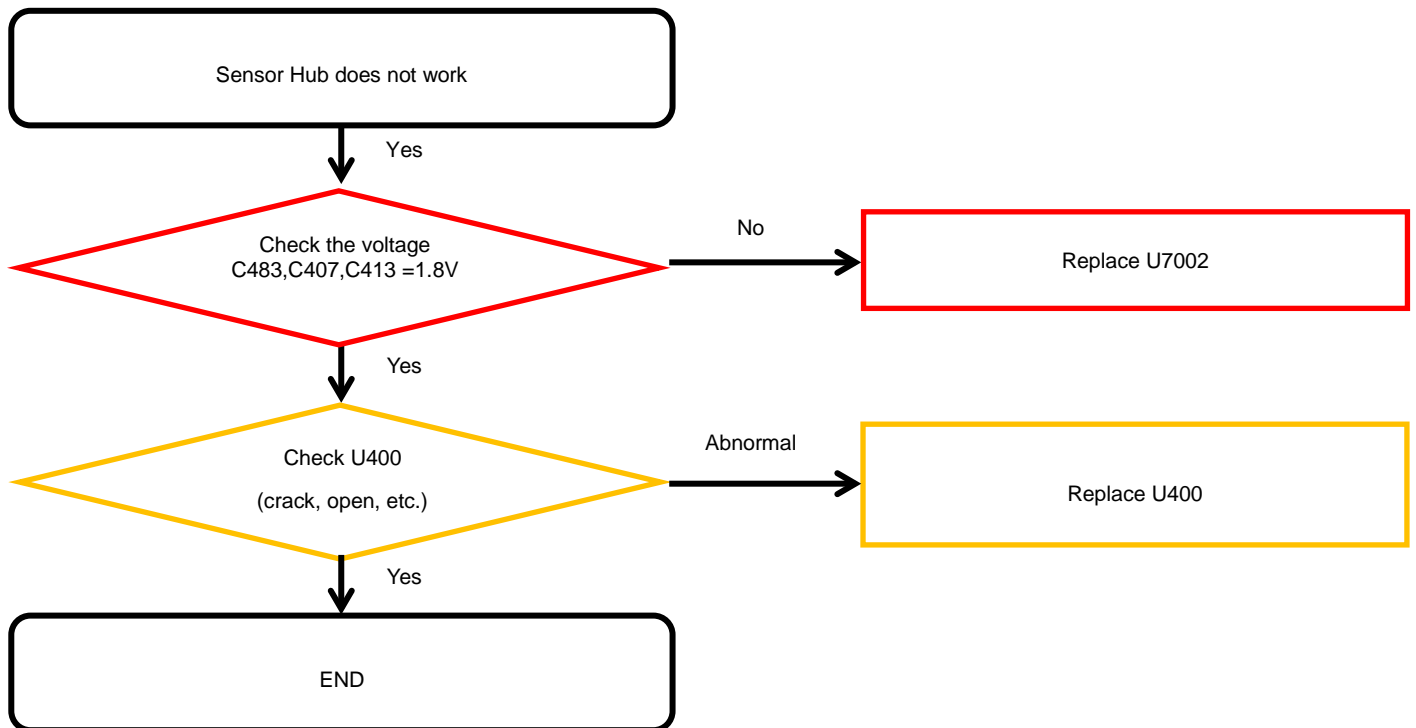 Sensor Hub does not work
Yes
Check the voltage
C483,C407,C413 =1.8V
No
Replace U7002
Yes
Check U400
(crack, open, etc.)
Abnormal
Replace U400
Yes
END